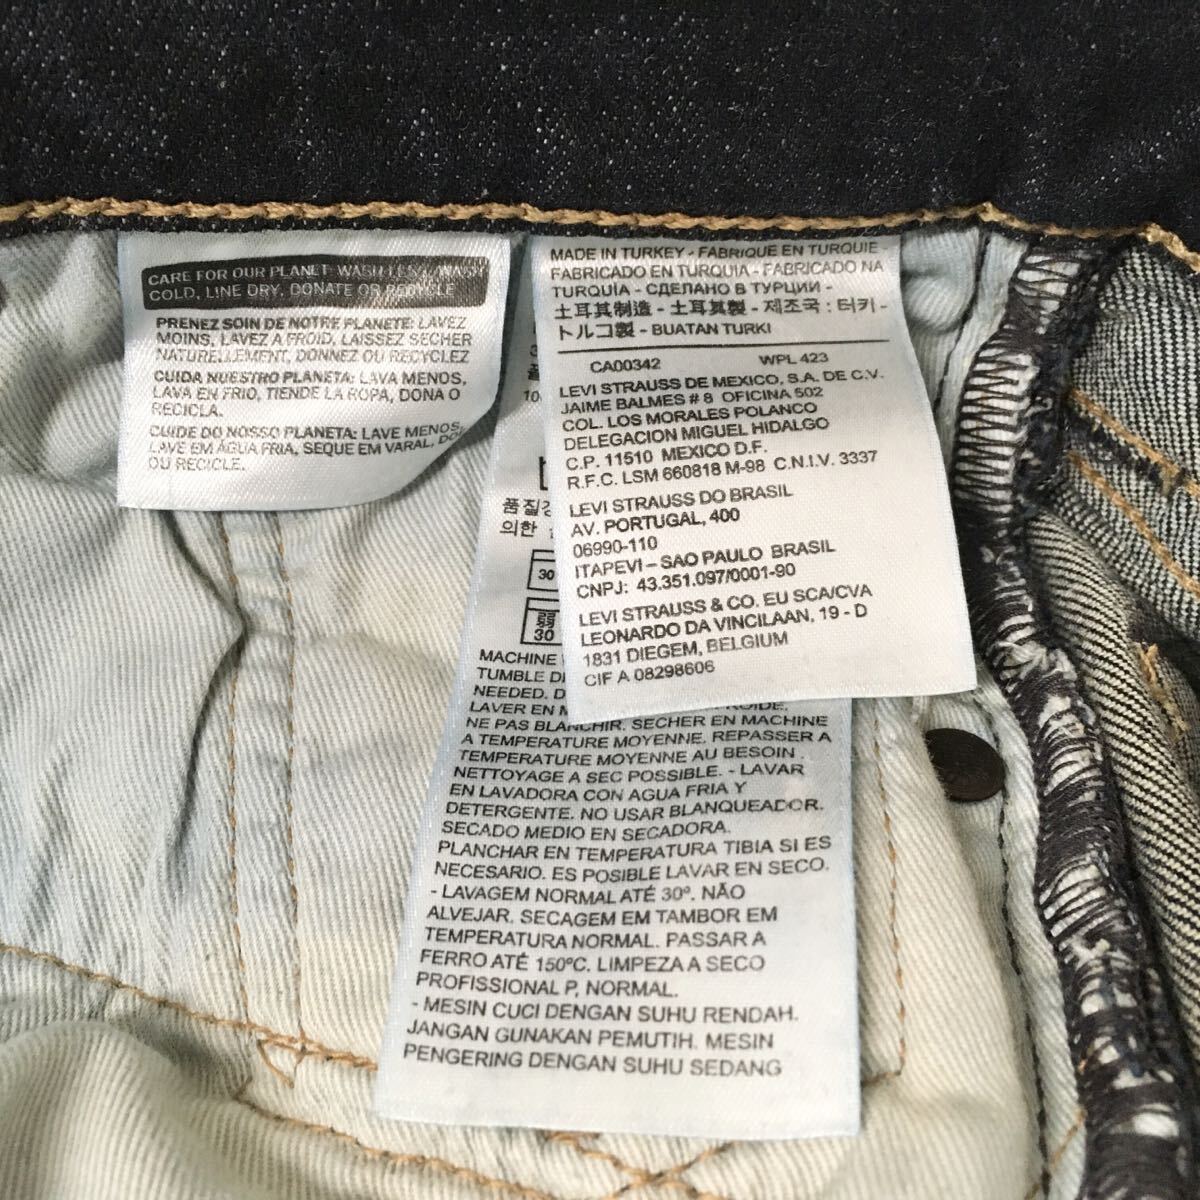 CARE FOR OUR PLANET: WASH LESS, WASH
COLD, LINE DRY, DONATE OR RECYCLE
PRENEZ SOIN DE NOTRE PLANETE: LAVEZ
MOINS, LAVEZ A FROID, LAISSEZ SECHER
NATURELLEMENT, DONNEZ OU RECYCLEZ
CUIDA NUESTRO PLANETA: LAVA MENOS,
LAVA EN FRIO, TIENDE LA ROPA, DONA O
RECICLA.
CUIDE DO NOSSO PLANETA: LAVE MENOS,
LAVE EM ÁGUA FRIA, SEQUE EM VARAL,
OU RECICLE.
MADE IN TURKEY - FABRIQUE EN TURQUIE -
FABRICADO EN TURQUIA - FABRICADO NA
TURQUÍA - СДЕЛАНО В ТУРЦИИ -
土耳其制造 - 土耳其製 - 제조국 : 터키 -
トルコ製 - BUATAN TURKI
CA00342 WPL 423
LEVI STRAUSS DE MEXICO, S.A. DE C.V.
JAIME BALMES # 8 OFICINA 502
COL. LOS MORALES POLANCO
DELEGACION MIGUEL HIDALGO
C.P. 11510 MEXICO D.F.
R.F.C. LSM 660818 M-98 C.N.I.V. 3337
LEVI STRAUSS DO BRASIL
AV. PORTUGAL, 400
06990-110
ITAPEVI – SAO PAULO BRASIL
CNPJ: 43.351.097/0001-90
LEVI STRAUSS & CO. EU SCA/CVA
LEONARDO DA VINCILAAN, 19 - D
1831 DIEGEM, BELGIUM
CIF A 08298606
품질
의한
30
弱
30
MACHINE
TUMBLE
NEEDED.
LAVER EN
NE PAS BLANCHIR. SECHER EN MACHINE
A TEMPERATURE MOYENNE. REPASSER A
TEMPERATURE MOYENNE AU BESOIN .
NETTOYAGE A SEC POSSIBLE. - LAVAR
EN LAVADORA CON AGUA FRIA Y
DETERGENTE. NO USAR BLANQUEADOR.
SECADO MEDIO EN SECADORA.
PLANCHAR EN TEMPERATURA TIBIA SI ES
NECESARIO. ES POSIBLE LAVAR EN SECO.
- LAVAGEM NORMAL ATÉ 30º. NÃO
ALVEJAR. SECAGEM EM TAMBOR EM
TEMPERATURA NORMAL. PASSAR A
FERRO ATÉ 150ºC. LIMPEZA A SECO
PROFISSIONAL P, NORMAL.
- MESIN CUCI DENGAN SUHU RENDAH.
JANGAN GUNAKAN PEMUTIH. MESIN
PENGERING DENGAN SUHU SEDANG